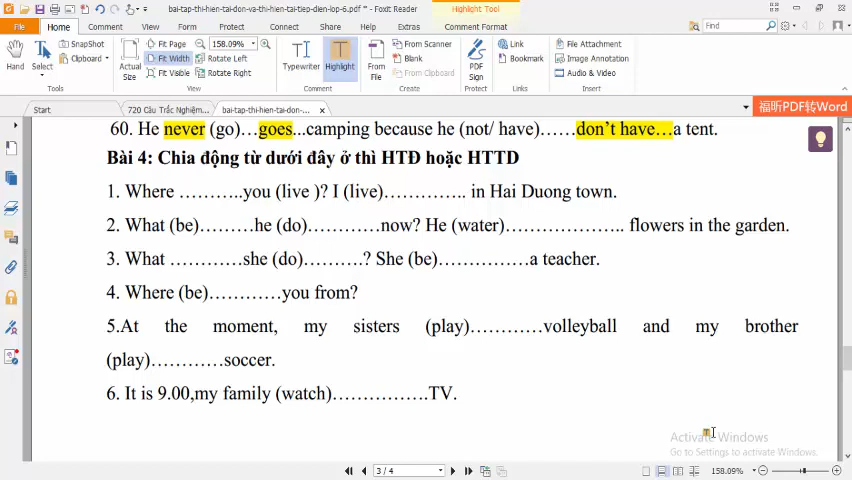 bai-tap-thi-hien-tai-don-va-thi-hien-tai-tiep-dien-lop-6.pdf * - Foxit Reader
Highlight Tool
File Home Comment View Form Protect Connect Share Help Extras Comment Format
Find
Hand
Select
SnapShot
Clipboard
Actual Size
Fit Page
Fit Width
Fit Visible
158.09%
Rotate Left
Rotate Right
Typewriter
Highlight
From File
From Scanner
Blank
From Clipboard
PDF Sign
Link
Bookmark
File Attachment
Image Annotation
Audio & Video
Tools View Comment Create Protect Links Insert
Start 720 Câu Trắc Nghiệm... bai-tap-thi-hien-tai-don-...
福昕PDF转Word
60. He never (go)…goes...camping because he (not/ have)……don’t have…a tent.
Bài 4: Chia động từ dưới đây ở thì HTĐ hoặc HTTD
1. Where ………..you (live )? I (live)………….. in Hai Duong town.
2. What (be)………he (do)…………now? He (water)……………….. flowers in the garden.
3. What …………she (do)……….? She (be)……………a teacher.
4. Where (be)…………you from?
5.At the moment, my sisters (play)…………volleyball and my brother
(play)…………soccer.
6. It is 9.00,my family (watch)…………….TV.
Activate Windows
Go to Settings to activate Windows.
3 / 4
158.09%